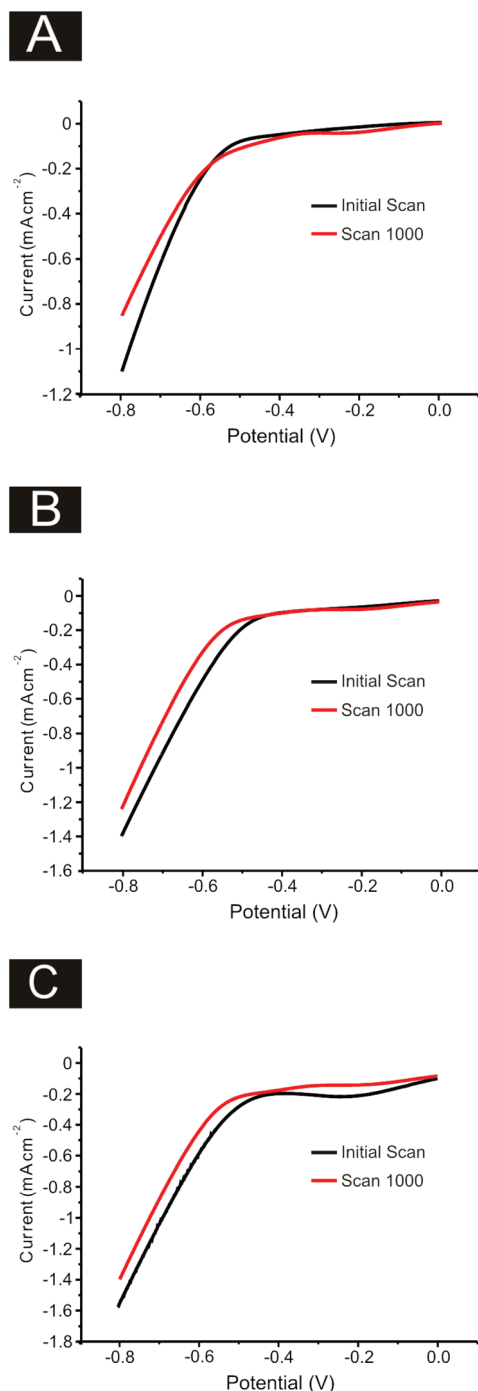 A
0
-0.2
-0.4
-0.6
-0.8
-1
-1.2
Current (mAcm⁻²)
Initial Scan
Scan 1000
-0.8 -0.6 -0.4 -0.2 0.0
Potential (V)
B
0
-0.2
-0.4
-0.6
-0.8
-1
-1.2
-1.4
-1.6
Current (mAcm⁻²)
Initial Scan
Scan 1000
-0.8 -0.6 -0.4 -0.2 0.0
Potential (V)
C
0
-0.2
-0.4
-0.6
-0.8
-1
-1.2
-1.4
-1.6
-1.8
Current (mAcm⁻²)
Initial Scan
Scan 1000
-0.8 -0.6 -0.4 -0.2 0.0
Potential (V)